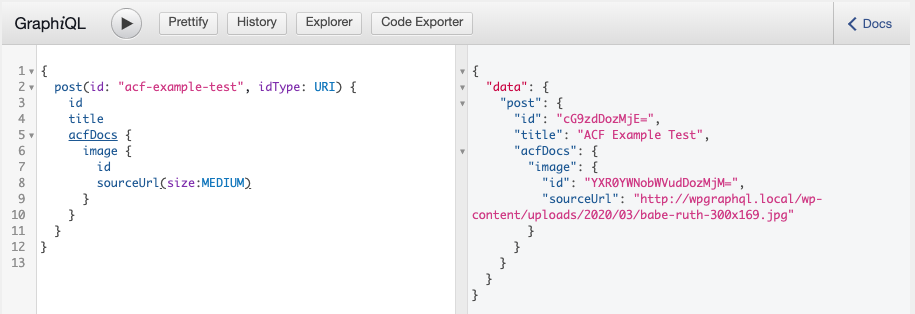 GraphiQL Prettify History Explorer Code Exporter Docs
1 {
2 post(id: "acf-example-test", idType: URI) {
3 id
4 title
5 acfDocs {
6 image {
7 id
8 sourceUrl(size:MEDIUM)
9 }
10 }
11 }
12 }
13
{
"data": {
"post": {
"id": "cG9zdDozMjE=",
"title": "ACF Example Test",
"acfDocs": {
"image": {
"id": "YXR0YWNobWVudDozMjM=",
"sourceUrl": "http://wpgraphql.local/wp-
content/uploads/2020/03/babe-ruth-300x169.jpg"
}
}
}
}
}